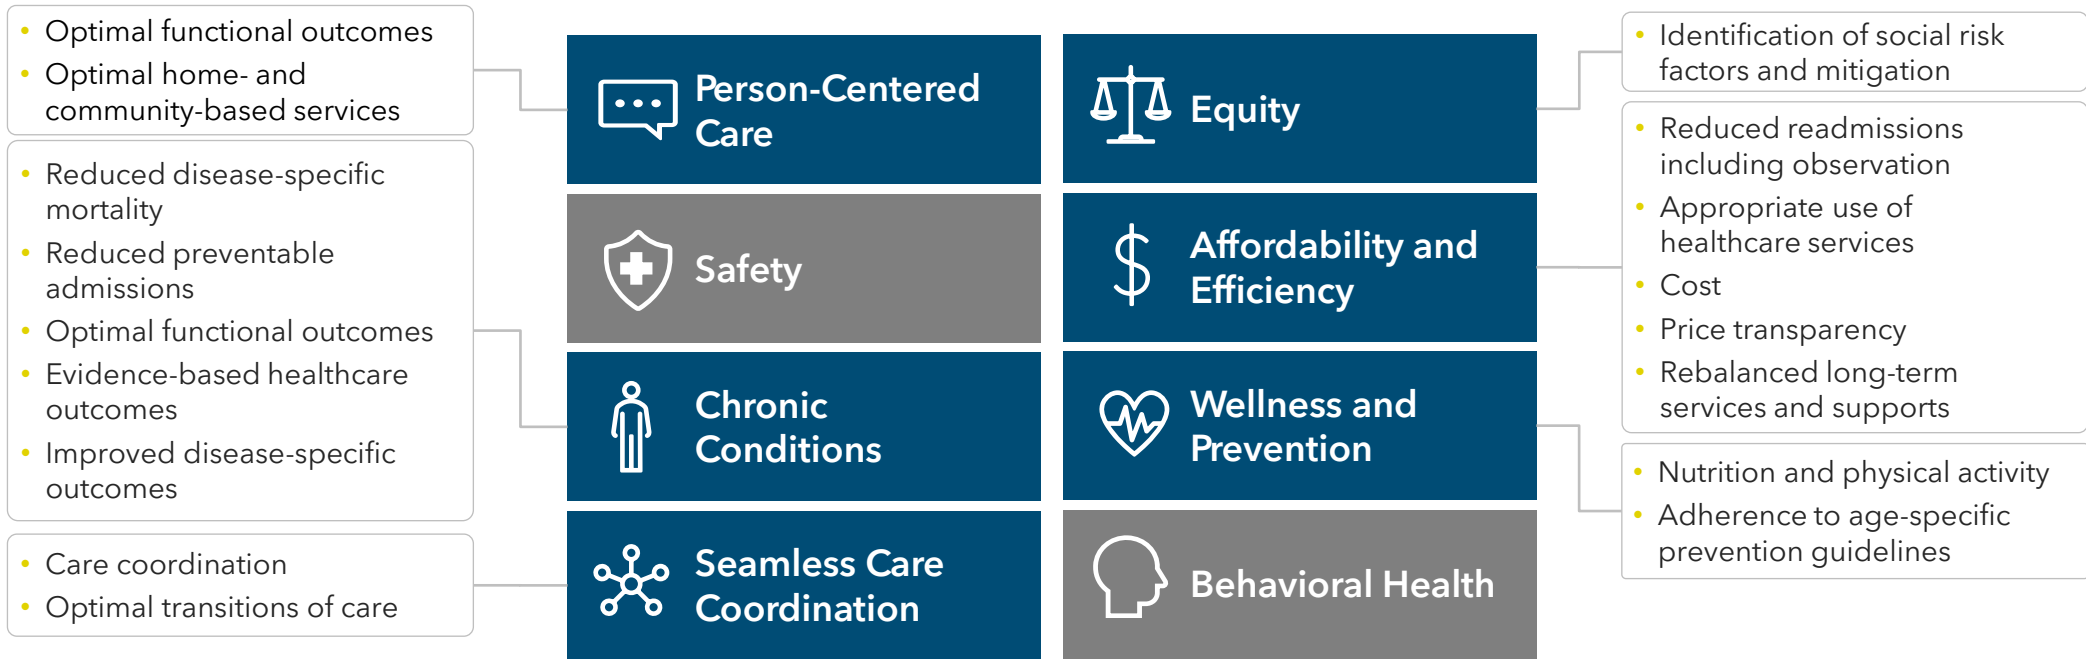 • Optimal functional outcomes
• Optimal home- and
community-based services
• Reduced disease-specific
mortality
• Reduced preventable
admissions
• Optimal functional outcomes
• Evidence-based healthcare
outcomes
• Improved disease-specific
outcomes
• Care coordination
• Optimal transitions of care
Person-Centered
Care
Safety
Chronic
Conditions
Seamless Care
Coordination
Equity
Affordability and
Efficiency
Wellness and
Prevention
Behavioral Health
• Identification of social risk
factors and mitigation
• Reduced readmissions
including observation
• Appropriate use of
healthcare services
• Cost
• Price transparency
• Rebalanced long-term
services and supports
• Nutrition and physical activity
• Adherence to age-specific
prevention guidelines